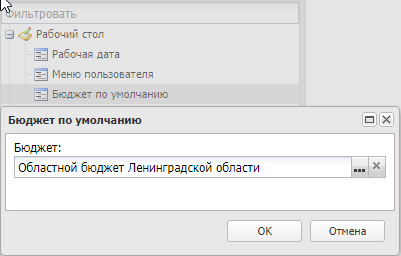 Фильтровать
Рабочий стол
Рабочая дата
Меню пользователя
Бюджет по умолчанию
Бюджет по умолчанию
Бюджет:
Областной бюджет Ленинградской области ...
OK Отмена